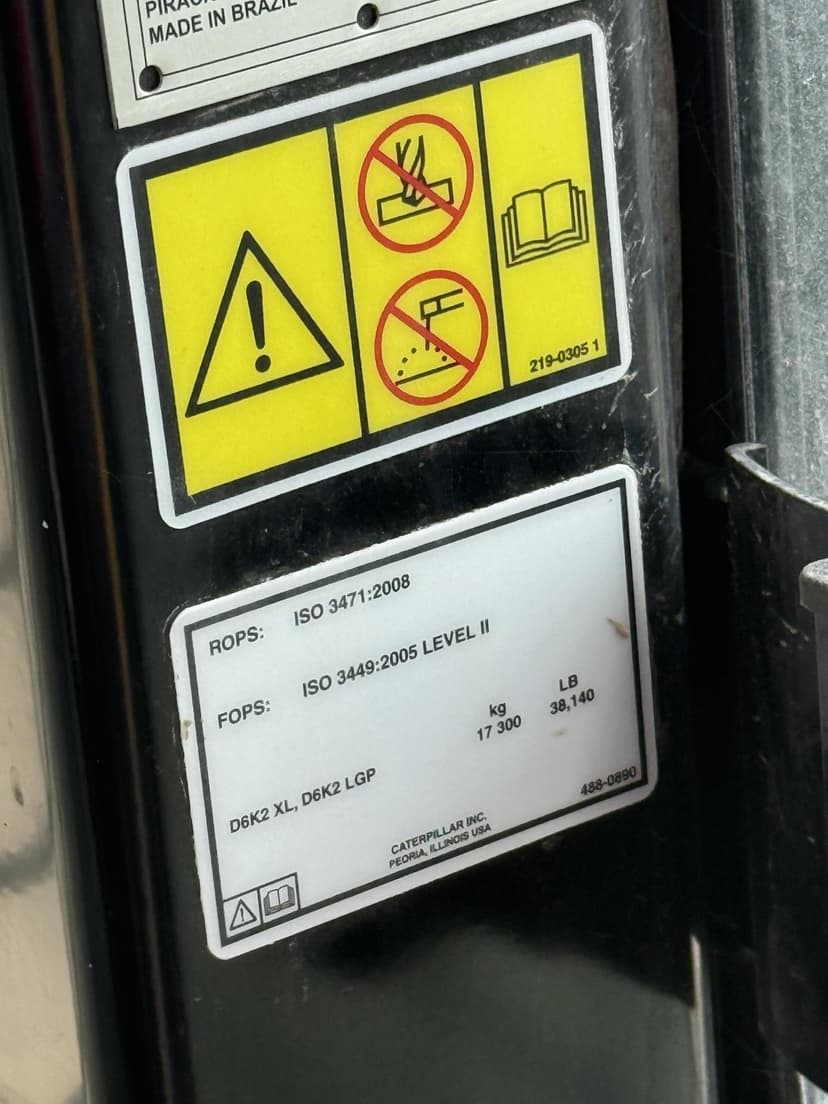 MADE IN BRAZIL
219-0305 1
ROPS: ISO 3471:2008
FOPS: ISO 3449:2005 LEVEL II
kg LB
D6K2 XL, D6K2 LGP 17 300 38,140
488-0890
CATERPILLAR INC.
PEORIA, ILLINOIS USA